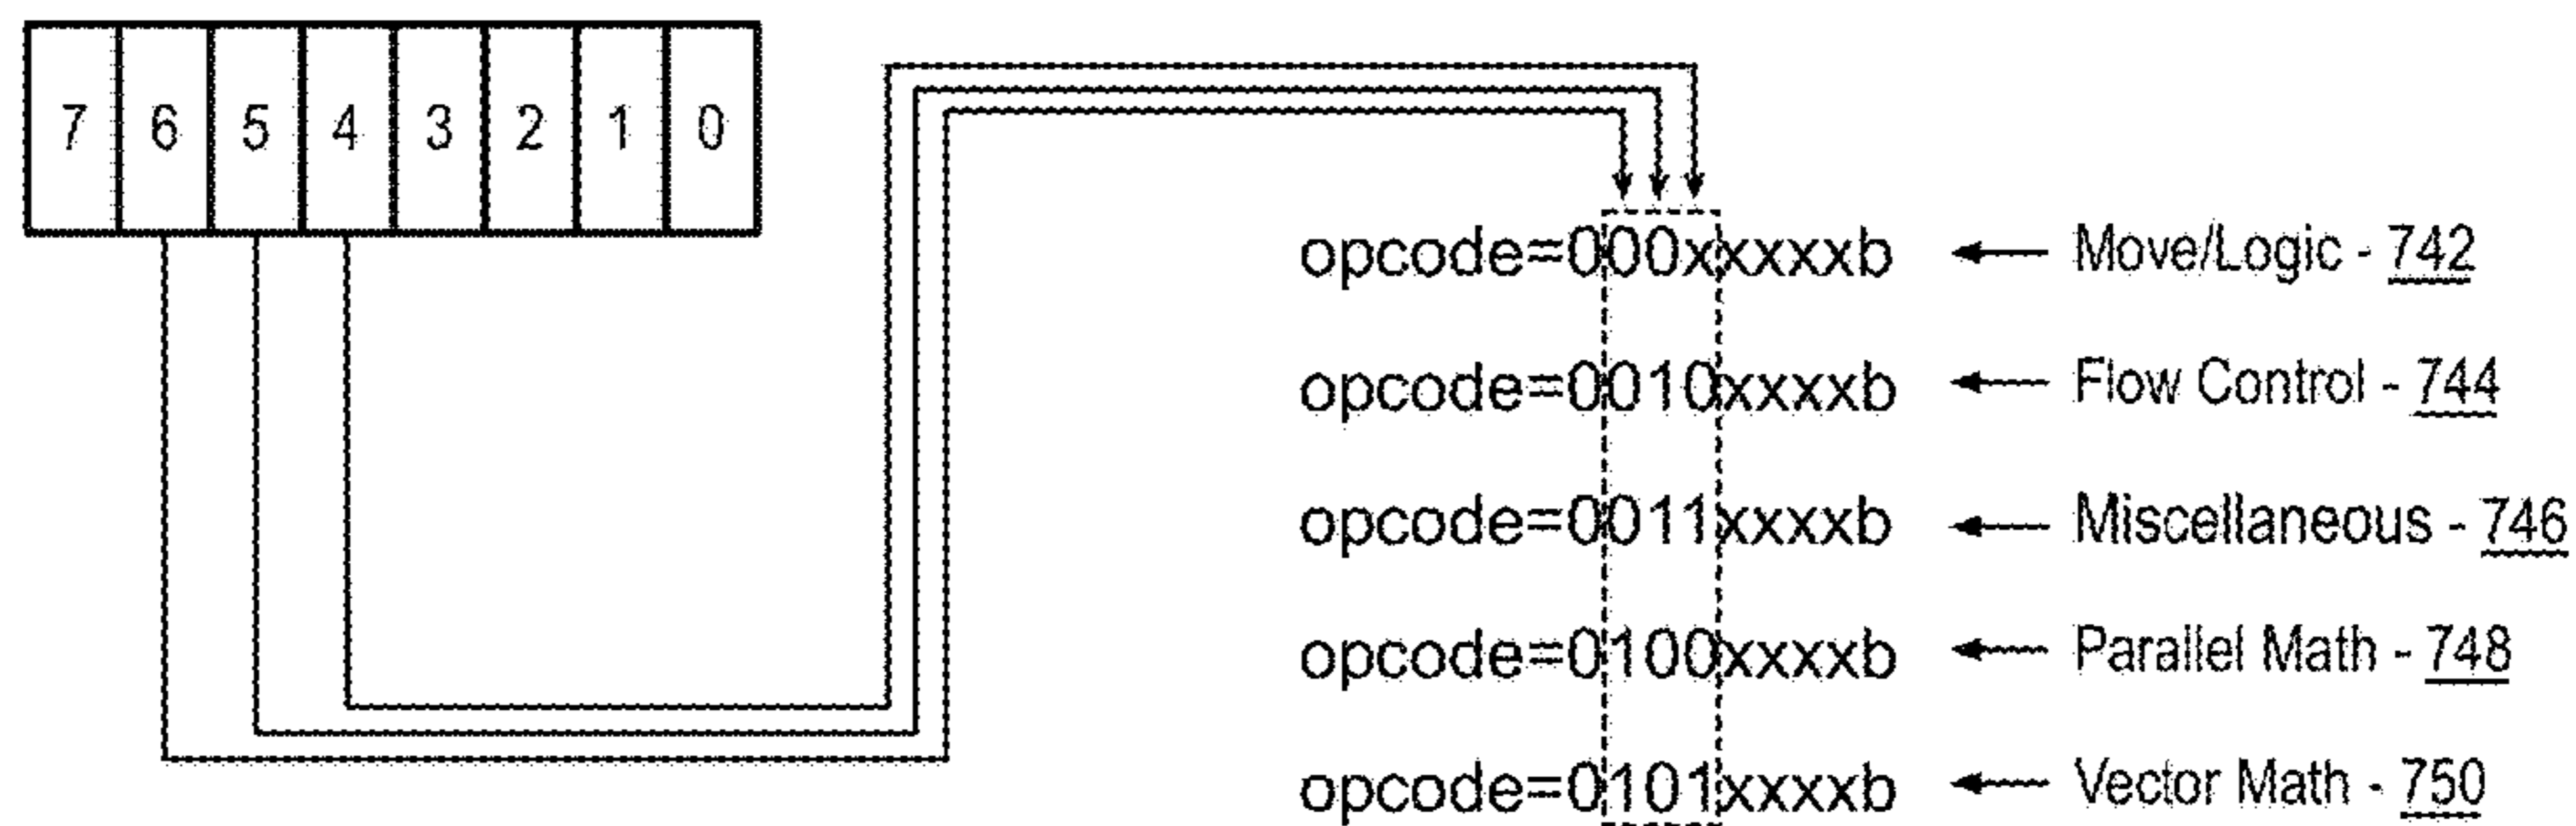 7 6 5 4 3 2 1 0
opcode=000xxxxxb Move/Logic - 742
opcode=0010xxxxb Flow Control - 744
opcode=0011xxxxb Miscellaneous - 746
opcode=0100xxxxb Parallel Math - 748
opcode=0101xxxxb Vector Math - 750